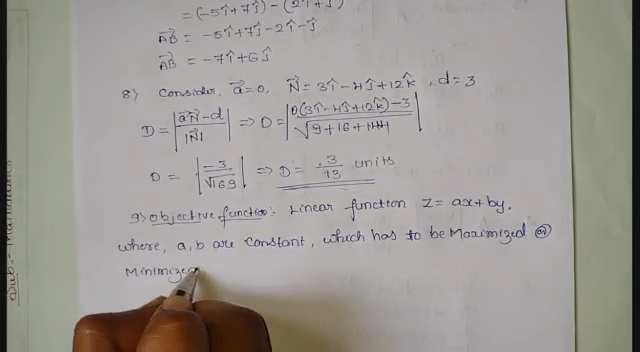 = (-5î+7ĵ) - (2î+ĵ)
AB⃗ = -5î+7ĵ-2î-ĵ
AB⃗ = -7î+6ĵ
8) Consider, a⃗=0, N⃗ = 3î-4ĵ+12k̂, d=3
D = |a⃗N⃗-d / |N⃗|| ⇒ D = |0(3î-4ĵ+12k̂)-3 / √9+16+144|
D = |-3 / √169| ⇒ D = 3/13 units
9) Objective function:- Linear function Z = ax+by,
where, a,b are constant, which has to be Maximized or
Minimized